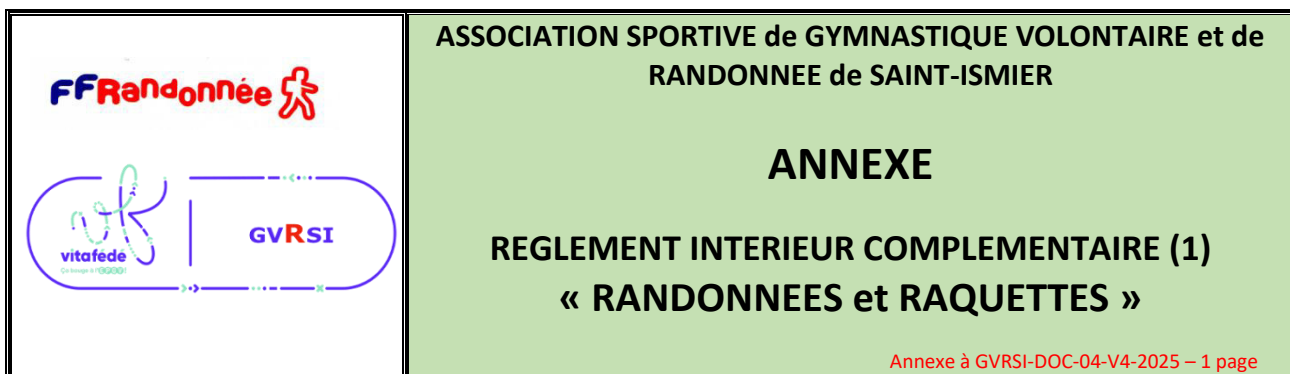 FFRandonnée
vitafédé
GVRSI
ASSOCIATION SPORTIVE de GYMNASTIQUE VOLONTAIRE et de
RANDONNEE de SAINT-ISMIER
ANNEXE
REGLEMENT INTERIEUR COMPLEMENTAIRE (1)
« RANDONNEES et RAQUETTES »
Annexe à GVRSI-DOC-04-V4-2025 – 1 page